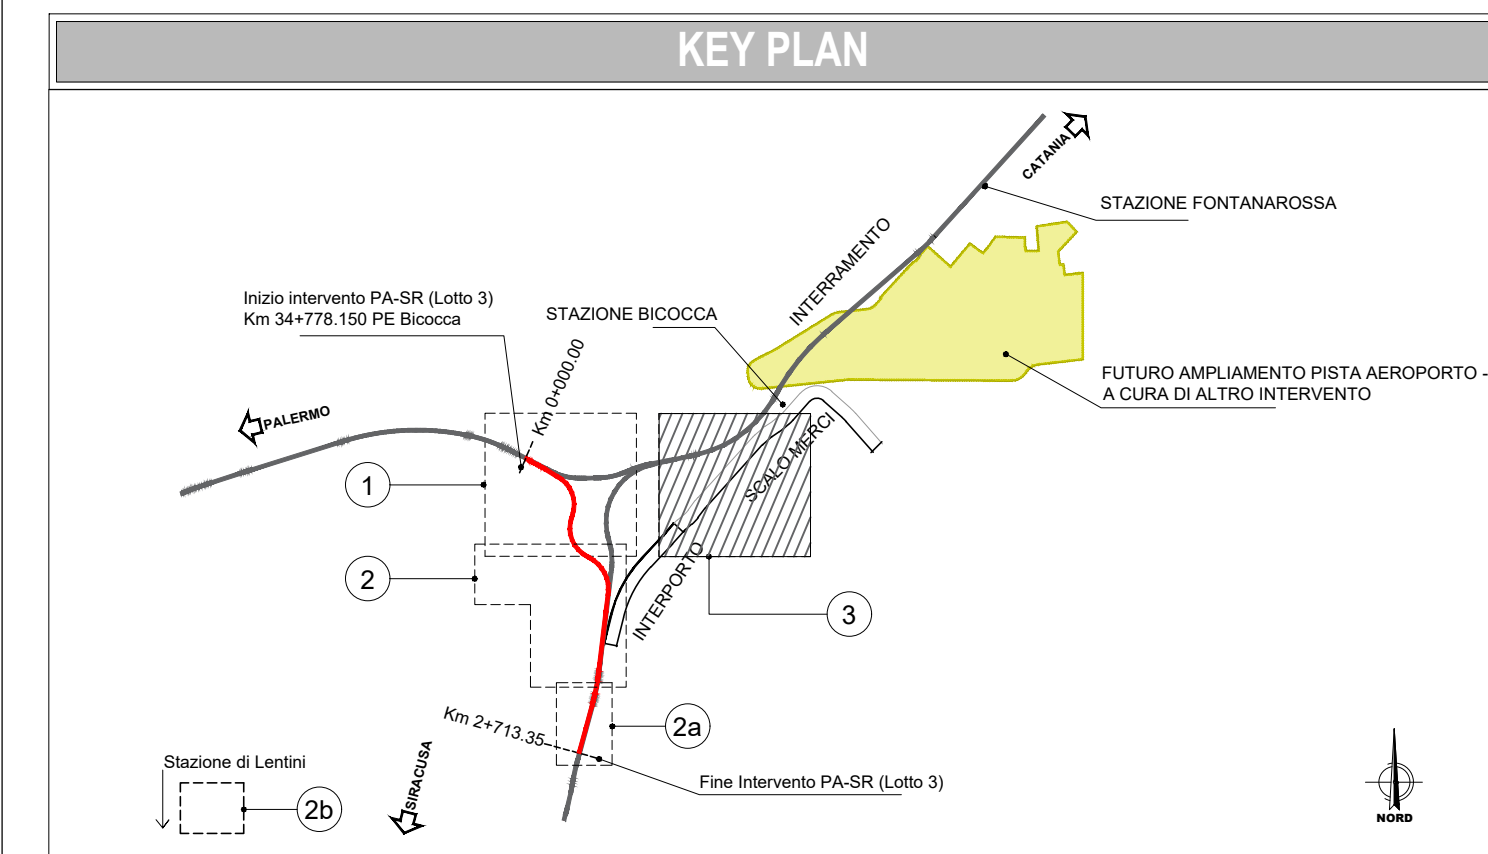 KEY PLAN
CATANIA
STAZIONE FONTANAROSSA
INTERRAMENTO
Inizio intervento PA-SR (Lotto 3)
Km 34+778.150 PE Bicocca
STAZIONE BICOCCA
Km 0+000.00
FUTURO AMPLIAMENTO PISTA AEROPORTO -
A CURA DI ALTRO INTERVENTO
PALERMO
SCALO MERCI
1
2
INTERPORTO
3
Km 2+713.35
2a
Stazione di Lentini
SIRACUSA
Fine Intervento PA-SR (Lotto 3)
2b
NORD